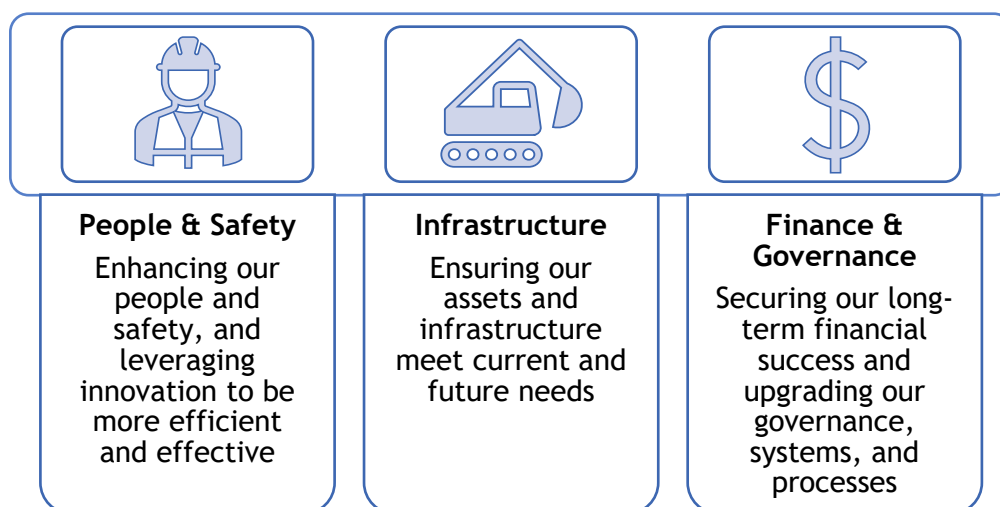 People & Safety
Enhancing our
people and
safety, and
leveraging
innovation to be
more efficient
and effective
Infrastructure
Ensuring our
assets and
infrastructure
meet current and
future needs
Finance &
Governance
Securing our long-
term financial
success and
upgrading our
governance,
systems, and
processes